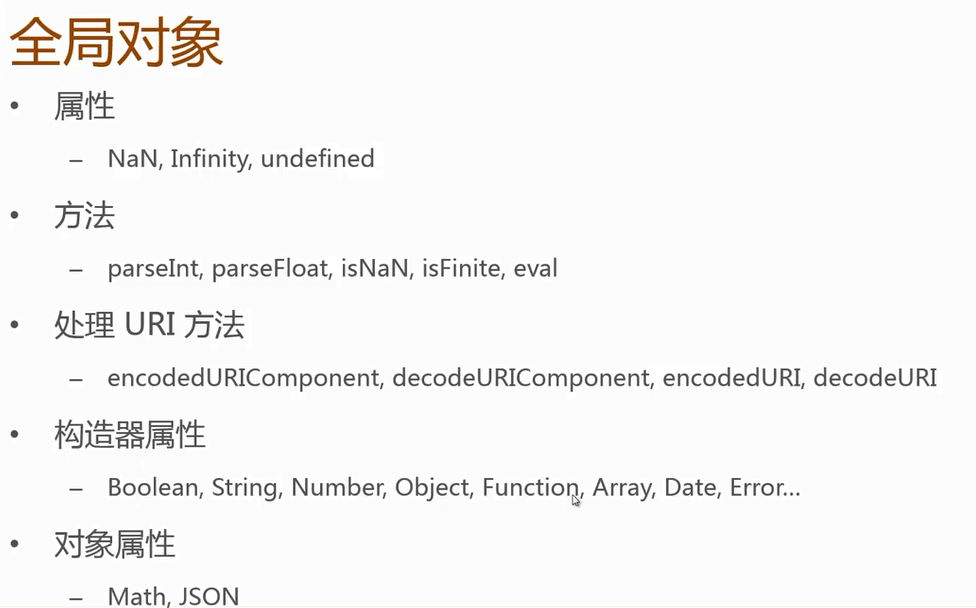 全局对象
• 属性
– NaN, Infinity, undefined
• 方法
– parseInt, parseFloat, isNaN, isFinite, eval
• 处理 URI 方法
– encodedURIComponent, decodeURIComponent, encodedURI, decodeURI
• 构造器属性
– Boolean, String, Number, Object, Function, Array, Date, Error...
• 对象属性
– Math, JSON